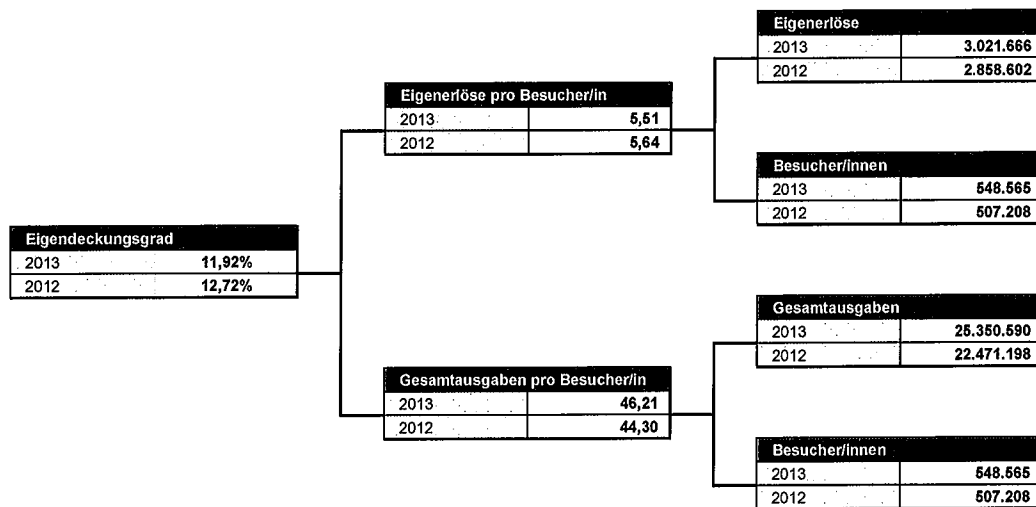 Eigenerlöse
2013 3.021.666
2012 2.858.602
Eigenerlöse pro Besucher/in
2013 5,51
2012 5,64
Besucher/innen
2013 548.565
2012 507.208
Eigendeckungsgrad
2013 11,92%
2012 12,72%
Gesamtausgaben
2013 25.350.590
2012 22.471.198
Gesamtausgaben pro Besucher/in
2013 46,21
2012 44,30
Besucher/innen
2013 548.565
2012 507.208